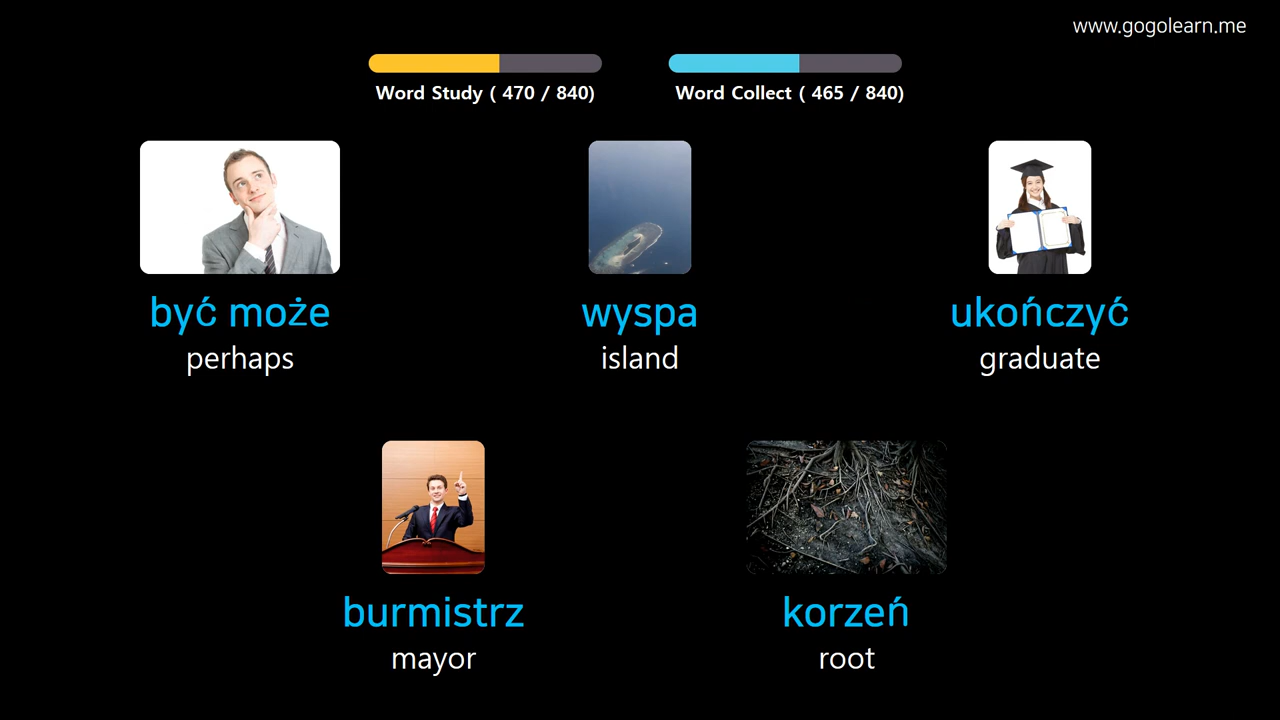 www.gogolearn.me
Word Study ( 470 / 840)
Word Collect ( 465 / 840)
być może
perhaps
wyspa
island
ukończyć
graduate
burmistrz
mayor
korzeń
root